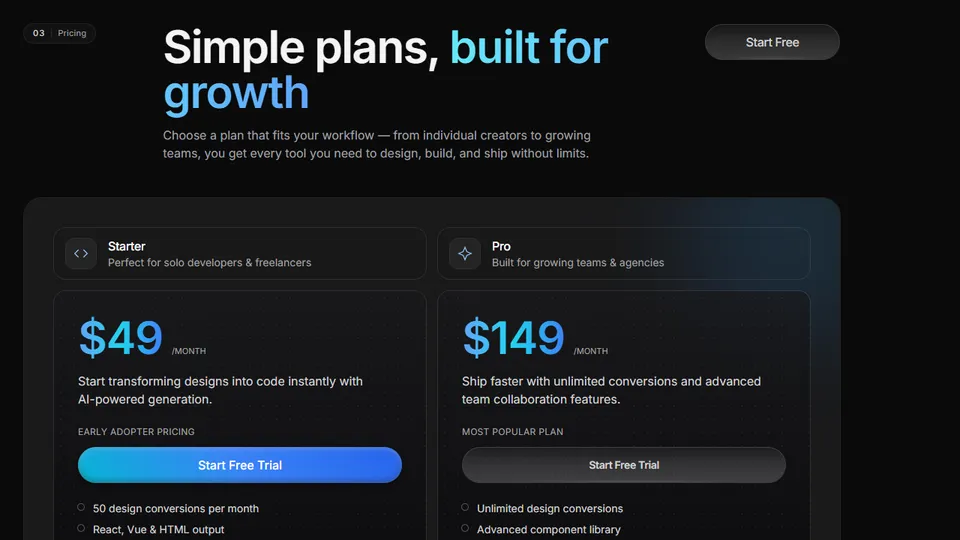 03 Pricing
Simple plans, built for
growth
Start Free
Choose a plan that fits your workflow — from individual creators to growing
teams, you get every tool you need to design, build, and ship without limits.
Starter
Perfect for solo developers & freelancers
Pro
Built for growing teams & agencies
$49 /MONTH
Start transforming designs into code instantly with
AI-powered generation.
EARLY ADOPTER PRICING
Start Free Trial
50 design conversions per month
React, Vue & HTML output
$149 /MONTH
Ship faster with unlimited conversions and advanced
team collaboration features.
MOST POPULAR PLAN
Start Free Trial
Unlimited design conversions
Advanced component library